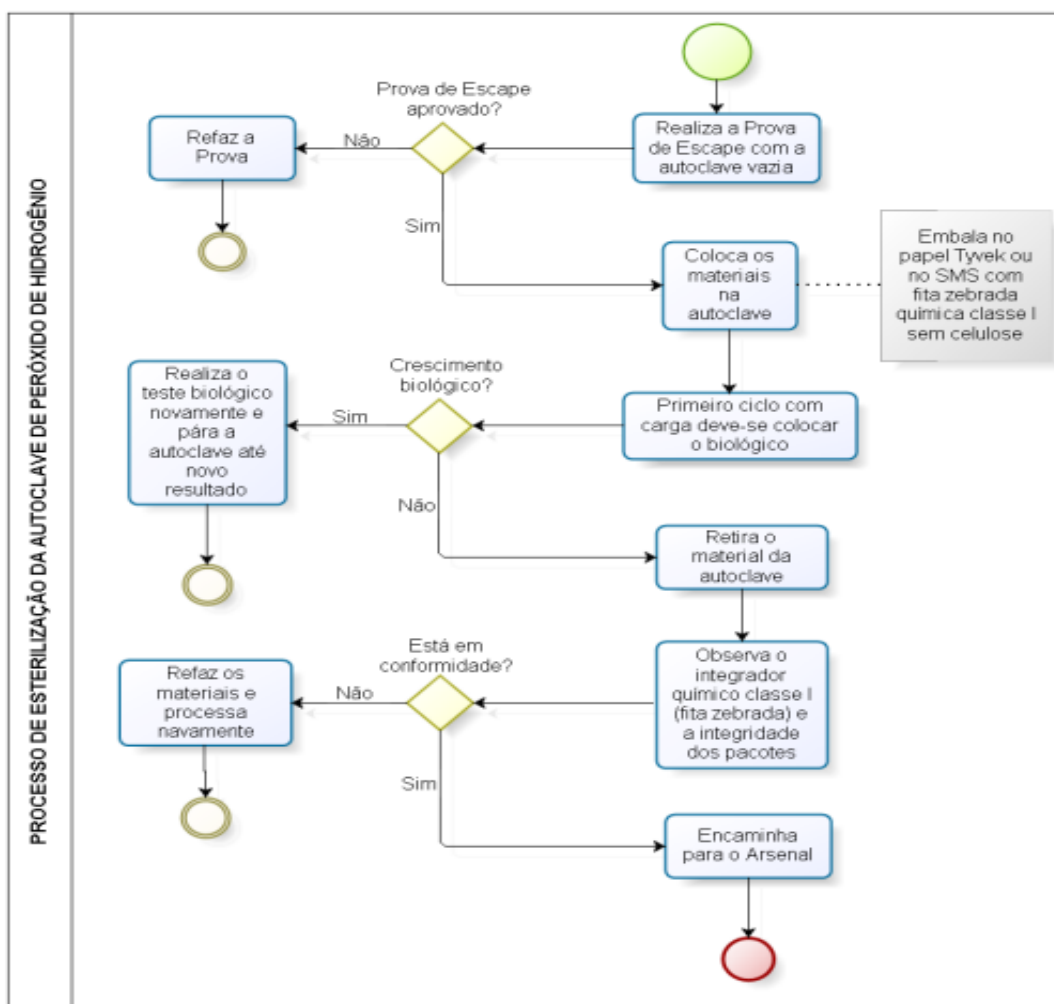 PROCESSO DE ESTERILIZAÇÃO DA AUTOCLAVE DE PERÓXIDO DE HIDROGÊNIO
Realiza a Prova
de Escape com a
autoclave vazia
Prova de Escape
aprovado?
Não
Refaz a
Prova
Sim
Coloca os
materiais
na
autoclave
Embala no
papel Tyvek ou
no SMS com
fita zebrada
química classe I
sem celulose
Primeiro ciclo com
carga deve-se colocar
o biológico
Crescimento
biológico?
Sim
Realiza o
teste biológico
novamente e
pára a
autoclave até
novo
resultado
Não
Retira o
material da
autoclave
Observa o
integrador
químico classe I
(fita zebrada) e
a integridade
dos pacotes
Está em
conformidade?
Não
Refaz os
materiais e
processa
navamente
Sim
Encaminha
para o Arsenal